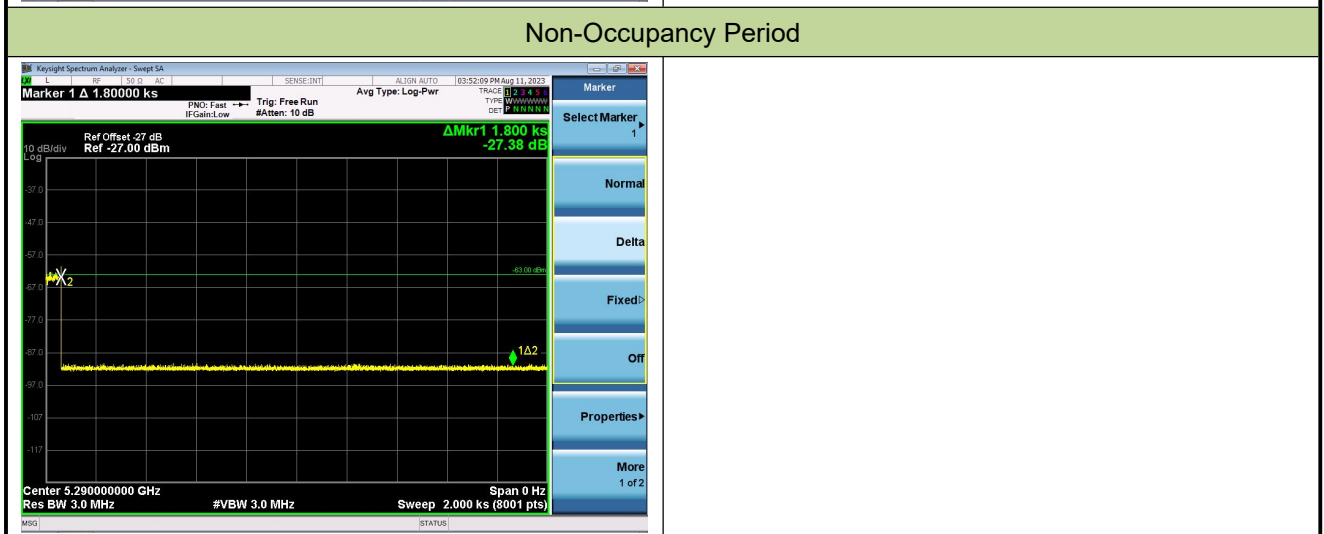 Non-Occupancy Period
Keysight Spectrum Analyzer - Swept SA
L RF 50 Ω AC SENSE:INT ALIGN AUTO 03:52:09 PM Aug 11, 2023
Marker 1 Δ 1.80000 ks
PNO: Fast
IFGain:Low
Trig: Free Run
#Atten: 10 dB
Avg Type: Log-Pwr
TRACE 1 2 3 4 5 6
TYPE WWWWWW
DET P N N N N N
Marker
Select Marker
1
Ref Offset -27 dB
10 dB/div Ref -27.00 dBm
Log
ΔMkr1 1.800 ks
-27.38 dB
Normal
-37.0
-47.0
Delta
-57.0
-63.00 dBm
2
-67.0
Fixed
-77.0
-87.0
1Δ2
Off
-97.0
-107
Properties
-117
More
1 of 2
Center 5.290000000 GHz Span 0 Hz
Res BW 3.0 MHz #VBW 3.0 MHz Sweep 2.000 ks (8001 pts)
MSG STATUS